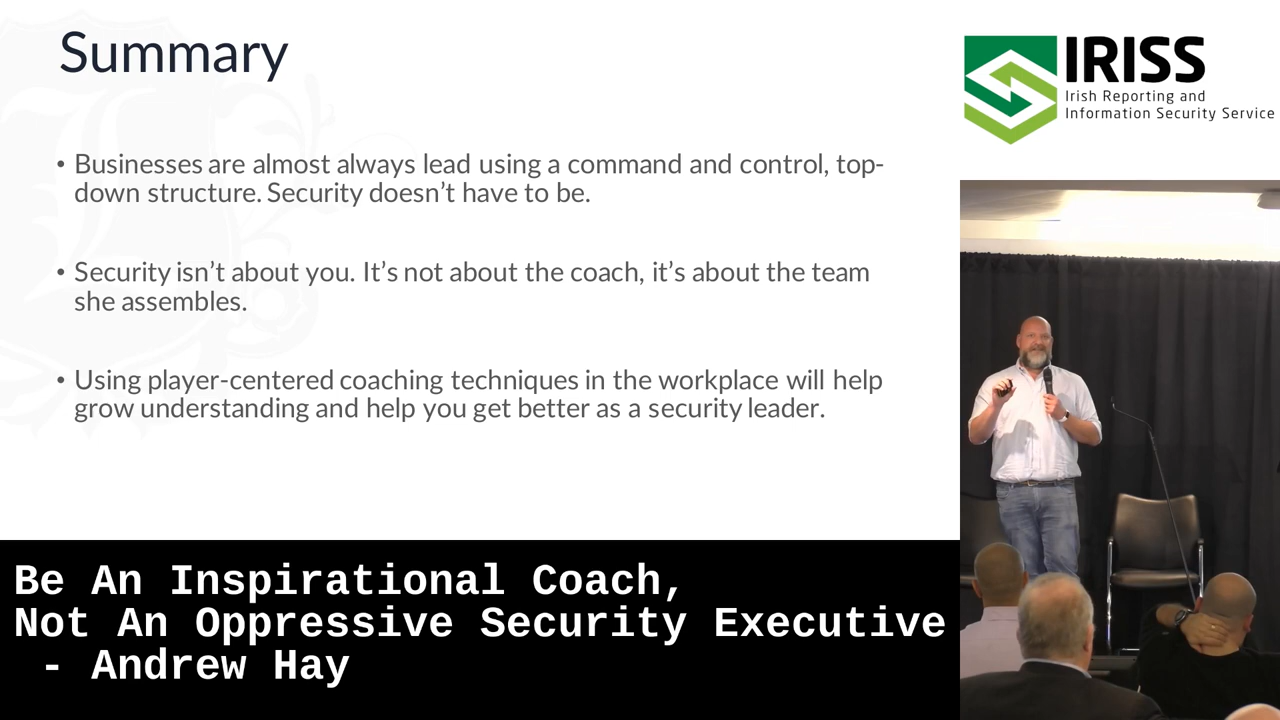 Summary
IRISS
Irish Reporting and
Information Security Service
• Businesses are almost always lead using a command and control, top-
down structure. Security doesn’t have to be.
• Security isn’t about you. It’s not about the coach, it’s about the team
she assembles.
• Using player-centered coaching techniques in the workplace will help
grow understanding and help you get better as a security leader.
Be An Inspirational Coach,
Not An Oppressive Security Executive
- Andrew Hay